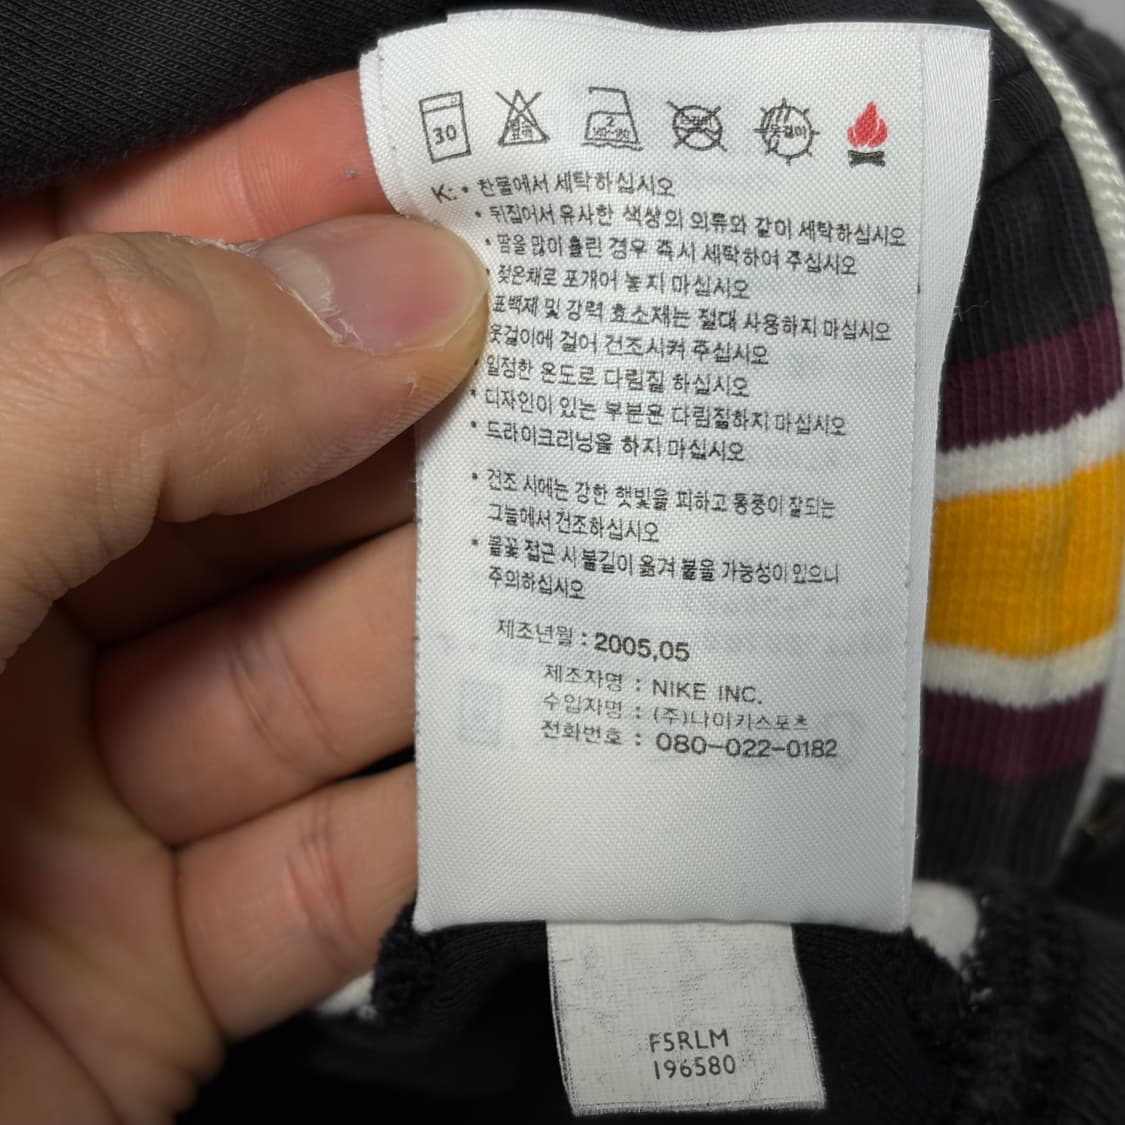 30
염소
표백
2
80~90
드라이
옷걸이
K: • 찬물에서 세탁하십시오
• 뒤집어서 유사한 색상의 의류와 같이 세탁하십시오
• 땀을 많이 흘린 경우 즉시 세탁하여 주십시오
• 젖은채로 포개어 놓지 마십시오
표백제 및 강력 효소제는 절대 사용하지 마십시오
옷걸이에 걸어 건조시켜 주십시오
• 일정한 온도로 다림질 하십시오
• 디자인이 있는 부분은 다림질하지 마십시오
• 드라이크리닝을 하지 마십시오
• 건조 시에는 강한 햇빛을 피하고 통풍이 잘되는
그늘에서 건조하십시오
• 불꽃 접근 시 불길이 옮겨 붙을 가능성이 있으니
주의하십시오
제조년월 : 2005,05
제조자명 : NIKE INC.
수입자명 : (주)나이키스포츠
전화번호 : 080-022-0182
F5RLM
196580